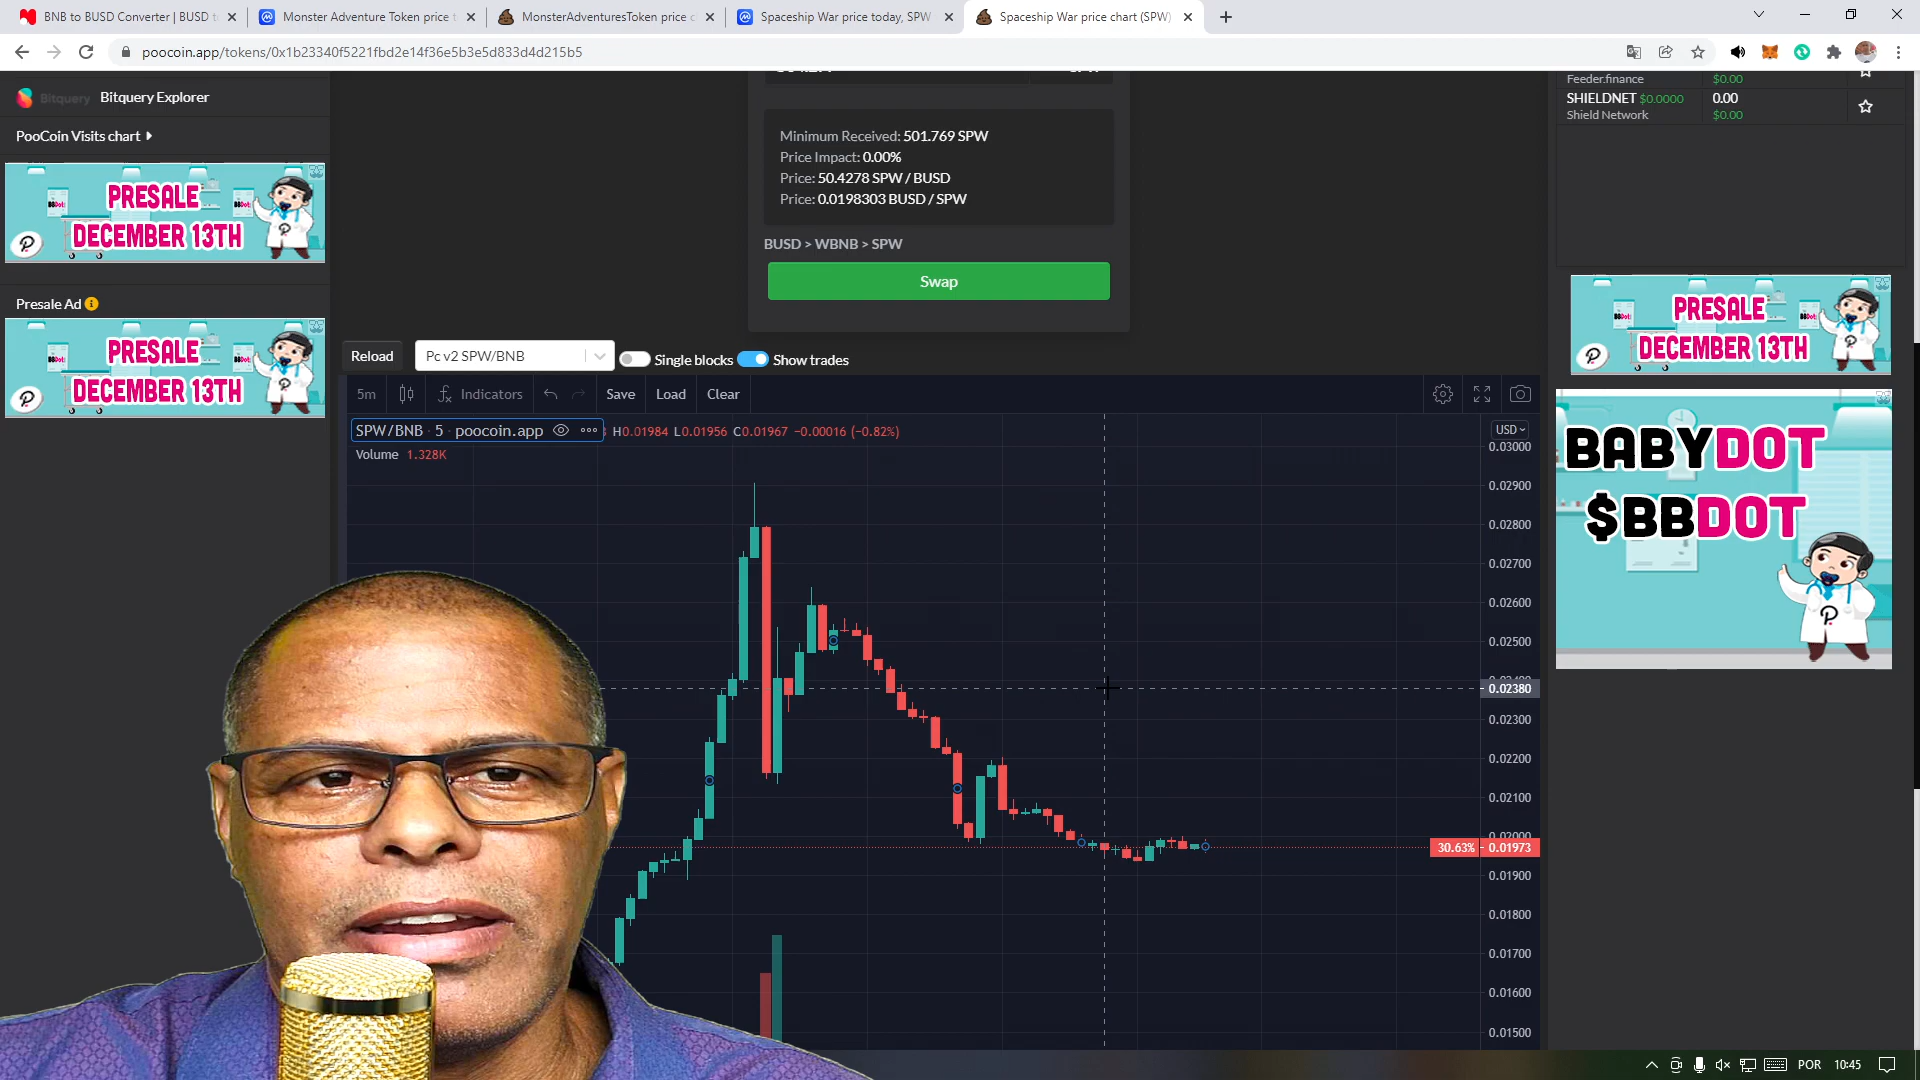 BNB to BUSD Converter | BUSD t
Monster Adventure Token price t
MonsterAdventuresToken price c
Spaceship War price today, SPW
Spaceship War price chart (SPW)
poocoin.app/tokens/0x1b23340f5221fbd2e14f36e5b3e5d833d4d215b5
Bitquery Bitquery Explorer
PooCoin Visits chart
PRESALE
DECEMBER 13TH
Presale Ad
PRESALE
DECEMBER 13TH
Minimum Received: 501.769 SPW
Price Impact: 0.00%
Price: 50.4278 SPW / BUSD
Price: 0.0198303 BUSD / SPW
BUSD > WBNB > SPW
Swap
Reload
Pc v2 SPW/BNB
Single blocks
Show trades
5m
Indicators
Save
Load
Clear
SPW/BNB · 5 · poocoin.app
H0.01984 L0.01956 C0.01967 −0.00016 (−0.82%)
Volume 1.328K
USD
0.03000
0.02900
0.02800
0.02700
0.02600
0.02500
0.02380
0.02300
0.02200
0.02100
0.02000
30.63% 0.01973
0.01900
0.01800
0.01700
0.01600
0.01500
Feeder.finance
$0.00
SHIELDNET $0.0000
0.00
Shield Network
$0.00
PRESALE
DECEMBER 13TH
BABYDOT
$BBDOT
POR
10:45